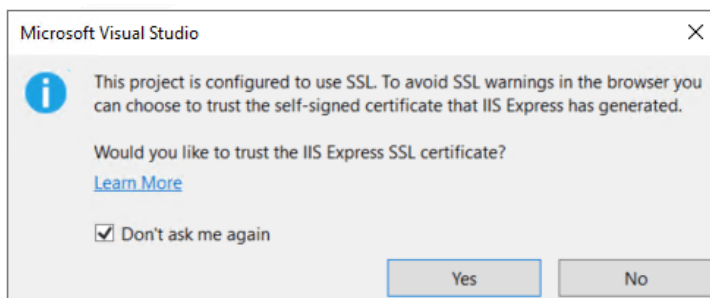 Microsoft Visual Studio
This project is configured to use SSL. To avoid SSL warnings in the browser you
can choose to trust the self-signed certificate that IIS Express has generated.
Would you like to trust the IIS Express SSL certificate?
Learn More
Don't ask me again
Yes No